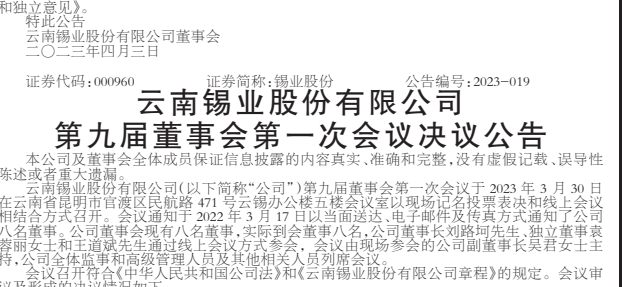 和独立意见》。
特此公告
云南锡业股份有限公司董事会
二〇二三年四月三日
证券代码:000960 证券简称:锡业股份 公告编号:2023-019
云南锡业股份有限公司
第九届董事会第一次会议决议公告
本公司及董事会全体成员保证信息披露的内容真实、准确和完整,没有虚假记载、误导性
陈述或者重大遗漏。
云南锡业股份有限公司(以下简称“公司”)第九届董事会第一次会议于 2023 年 3 月 30 日
在云南省昆明市官渡区民航路 471 号云锡办公楼五楼会议室以现场记名投票表决和线上会议
相结合方式召开。会议通知于 2022 年 3 月 17 日以当面送达、电子邮件及传真方式通知了公司
八名董事。公司董事会现有八名董事,实际到会董事八名,公司董事长刘路坷先生、独立董事袁
蓉丽女士和王道斌先生通过线上会议方式参会, 会议由现场参会的公司副董事长吴君女士主
持,公司全体监事和高级管理人员及其他相关人员列席会议。
会议召开符合《中华人民共和国公司法》和《云南锡业股份有限公司章程》的规定。会议审
议及形成的决议情况如下